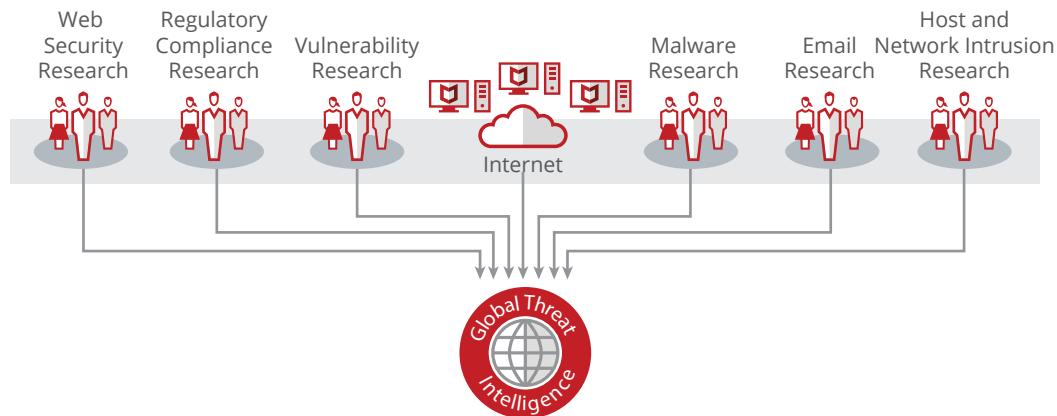 Web
Security
Research
Regulatory
Compliance
Research
Vulnerability
Research
Internet
Malware
Research
Email
Research
Host and
Network Intrusion
Research
Global Threat
Intelligence